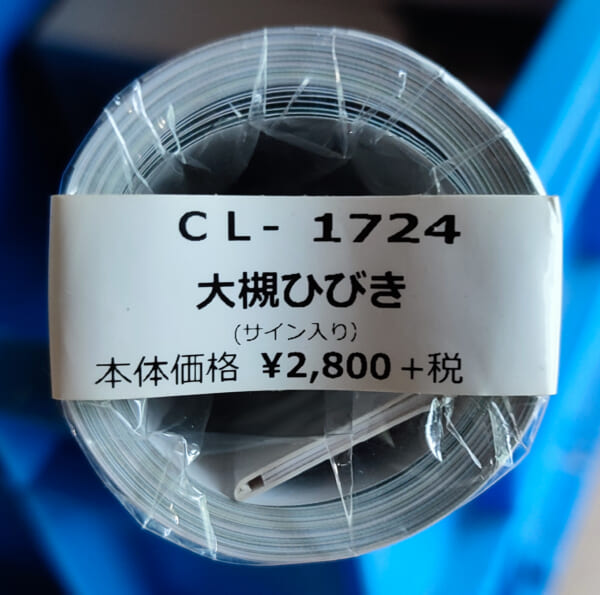 CL- 1724
大槻ひびき
(サイン入り)
本体価格 ¥2,800+税